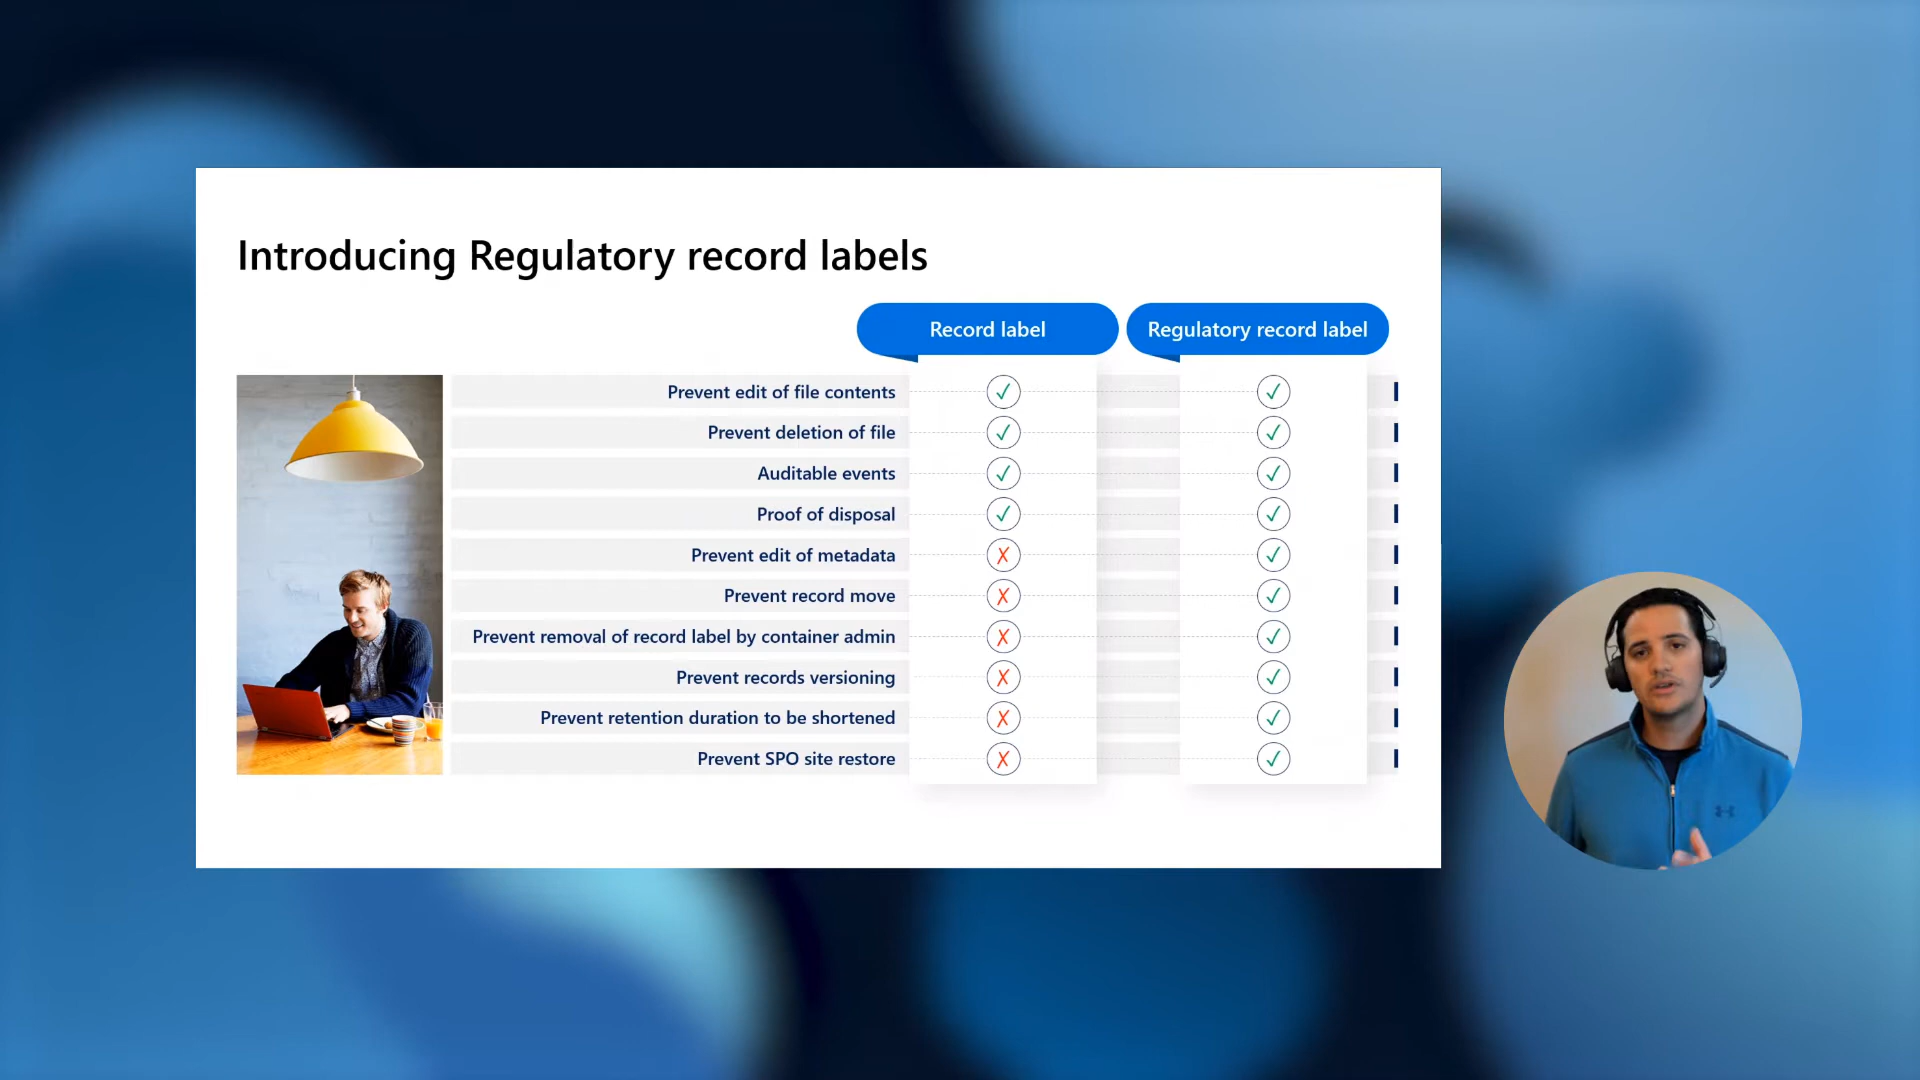 Introducing Regulatory record labels
Record label
Regulatory record label
Prevent edit of file contents
Prevent deletion of file
Auditable events
Proof of disposal
Prevent edit of metadata
Prevent record move
Prevent removal of record label by container admin
Prevent records versioning
Prevent retention duration to be shortened
Prevent SPO site restore